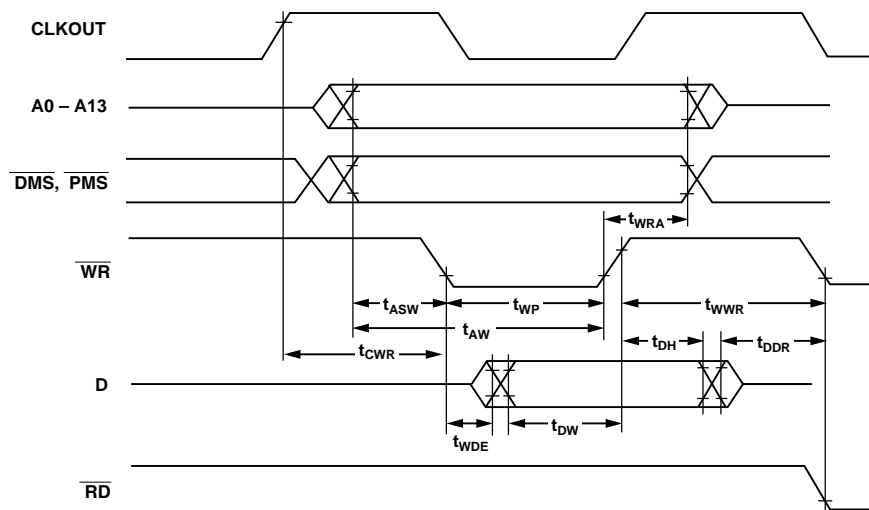 CLKOUT
A0 – A13
DMS, PMS
tWRA
WR
tASW
tWP
tWWR
tAW
tDH
tDDR
tCWR
D
tWDE
tDW
RD